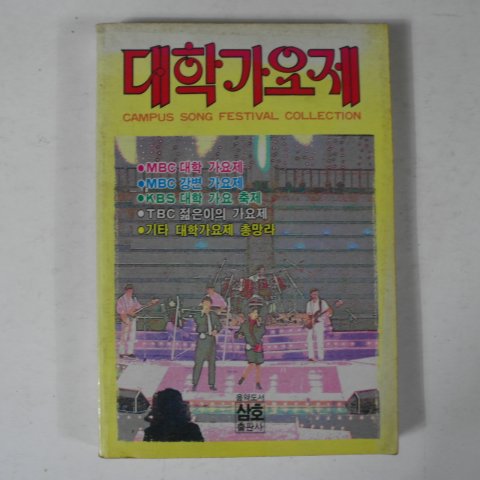 대학가요제
CAMPUS SONG FESTIVAL COLLECTION
●MBC 대학 가요제
●MBC 강변 가요제
●KBS 대학 가요 축제
●TBC 젊은이의 가요제
●기타 대학가요제 총망라
음악도서
삼호
출판사